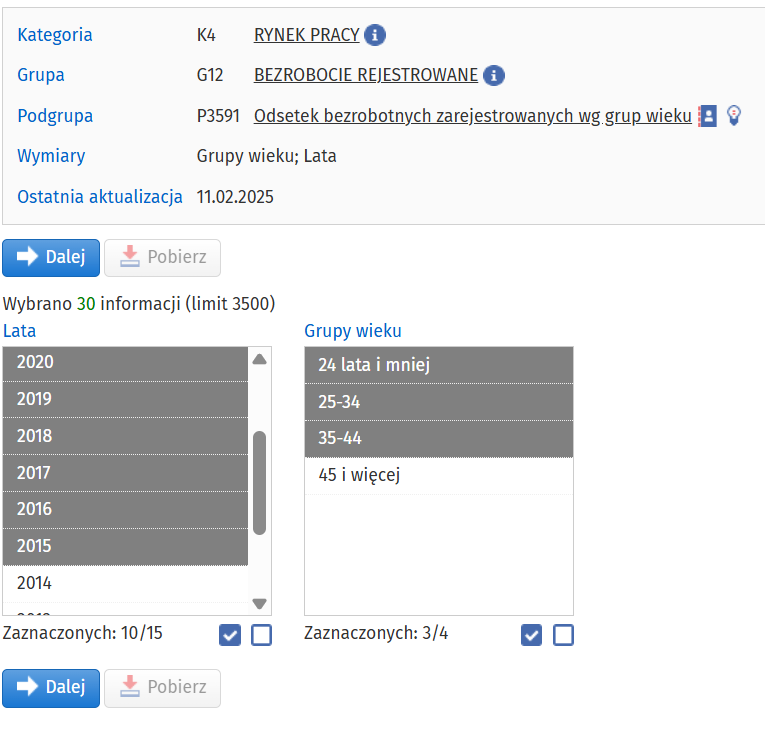 Kategoria K4 RYNEK PRACY
Grupa G12 BEZROBOCIE REJESTROWANE
Podgrupa P3591 Odsetek bezrobotnych zarejestrowanych wg grup wieku
Wymiary Grupy wieku; Lata
Ostatnia aktualizacja 11.02.2025
Dalej Pobierz
Wybrano 30 informacji (limit 3500)
Lata
2020
2019
2018
2017
2016
2015
2014
Zaznaczonych: 10/15
Grupy wieku
24 lata i mniej
25-34
35-44
45 i więcej
Zaznaczonych: 3/4
Dalej Pobierz